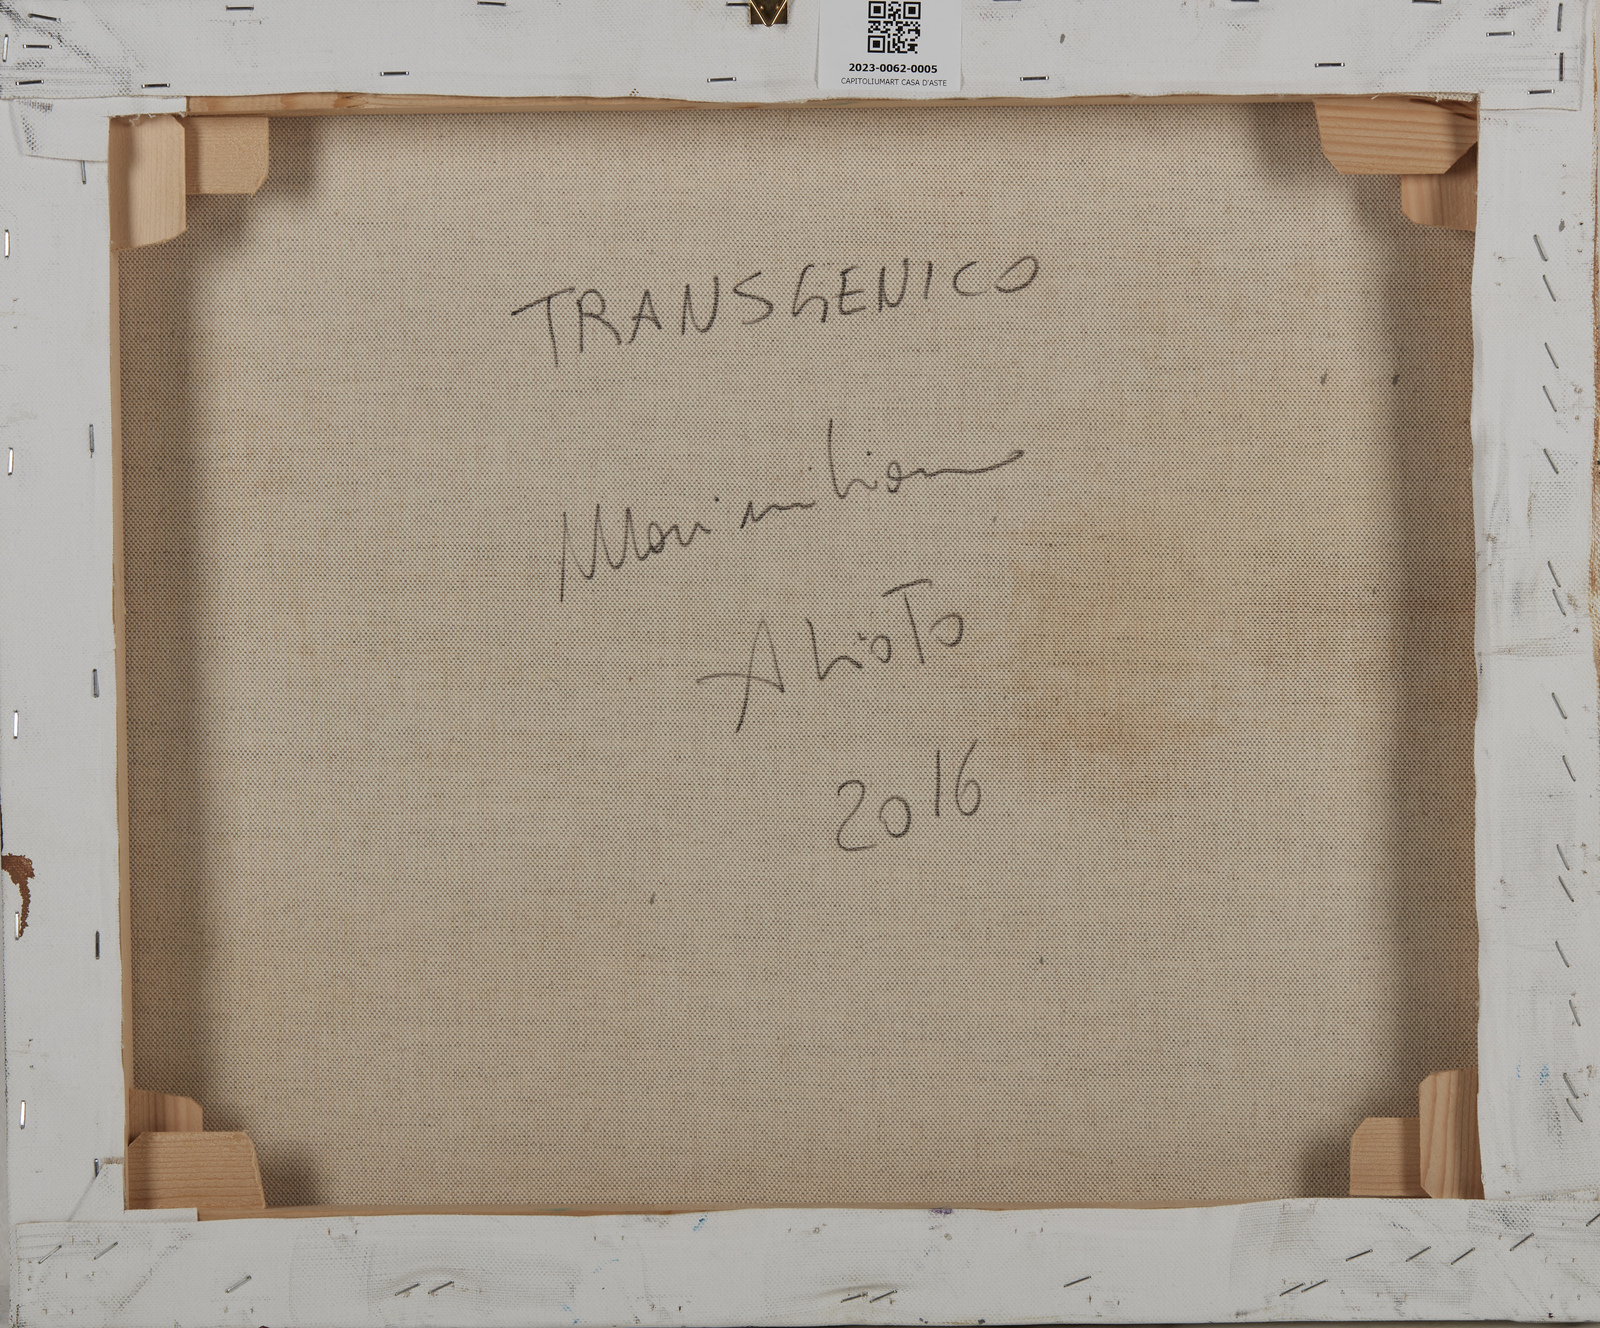 2023-0062-0005
CAPITOLIUMART CASA D'ASTE
TRANSGENICO
Massimiliano
Alioto
2016